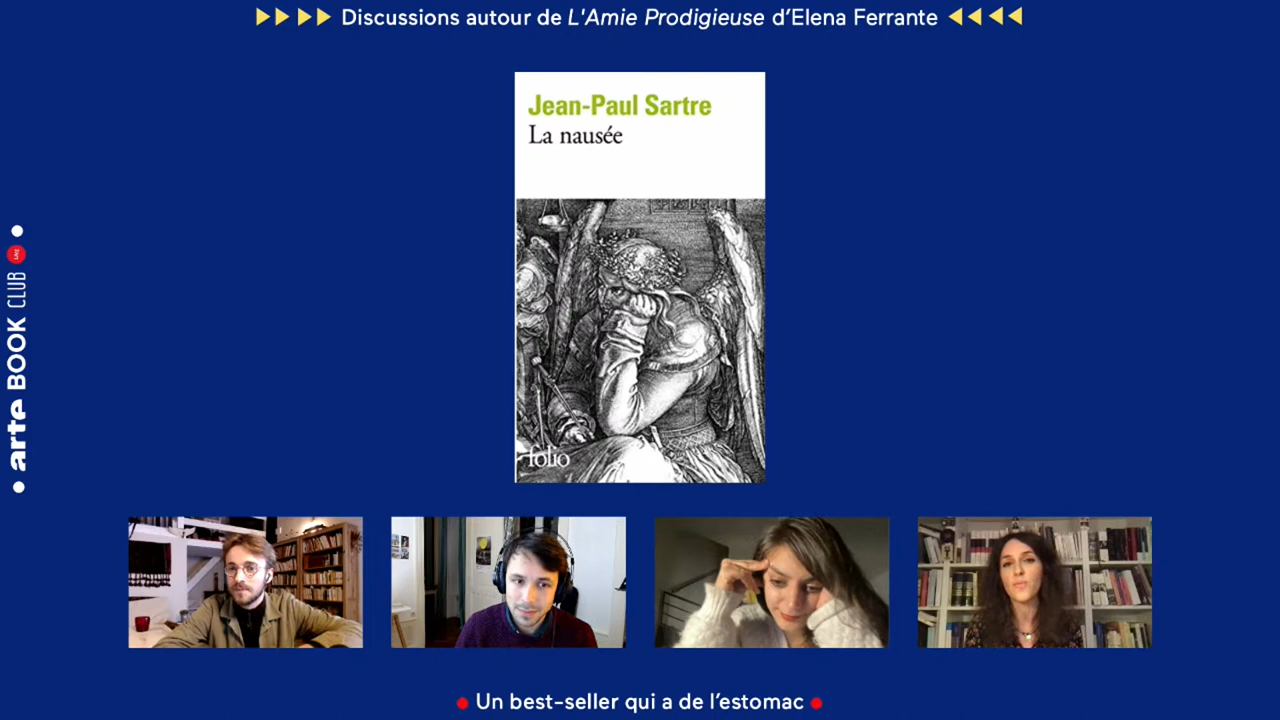 Discussions autour de L'Amie Prodigieuse d'Elena Ferrante
Jean-Paul Sartre
La nausée
folio
arte BOOK CLUB LIVE
Un best-seller qui a de l'estomac